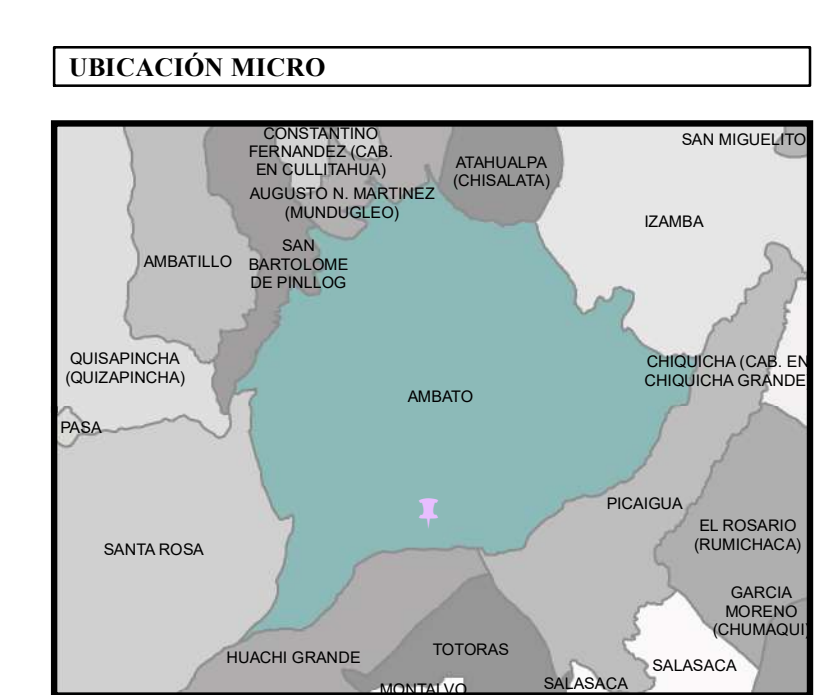 UBICACIÓN MICRO
CONSTANTINO
FERNANDEZ (CAB.
EN CULLITAHUA)
SAN MIGUELITO
ATAHUALPA
(CHISALATA)
AUGUSTO N. MARTINEZ
(MUNDUGLEO)
IZAMBA
SAN
BARTOLOME
DE PINLLOG
AMBATILLO
QUISAPINCHA
(QUIZAPINCHA)
CHIQUICHA (CAB. EN
CHIQUICHA GRANDE
AMBATO
PASA
PICAIGUA
EL ROSARIO
(RUMICHACA)
SANTA ROSA
GARCIA
MORENO
(CHUMAQUI)
HUACHI GRANDE
TOTORAS
SALASACA
MONTALVO
SALASACA